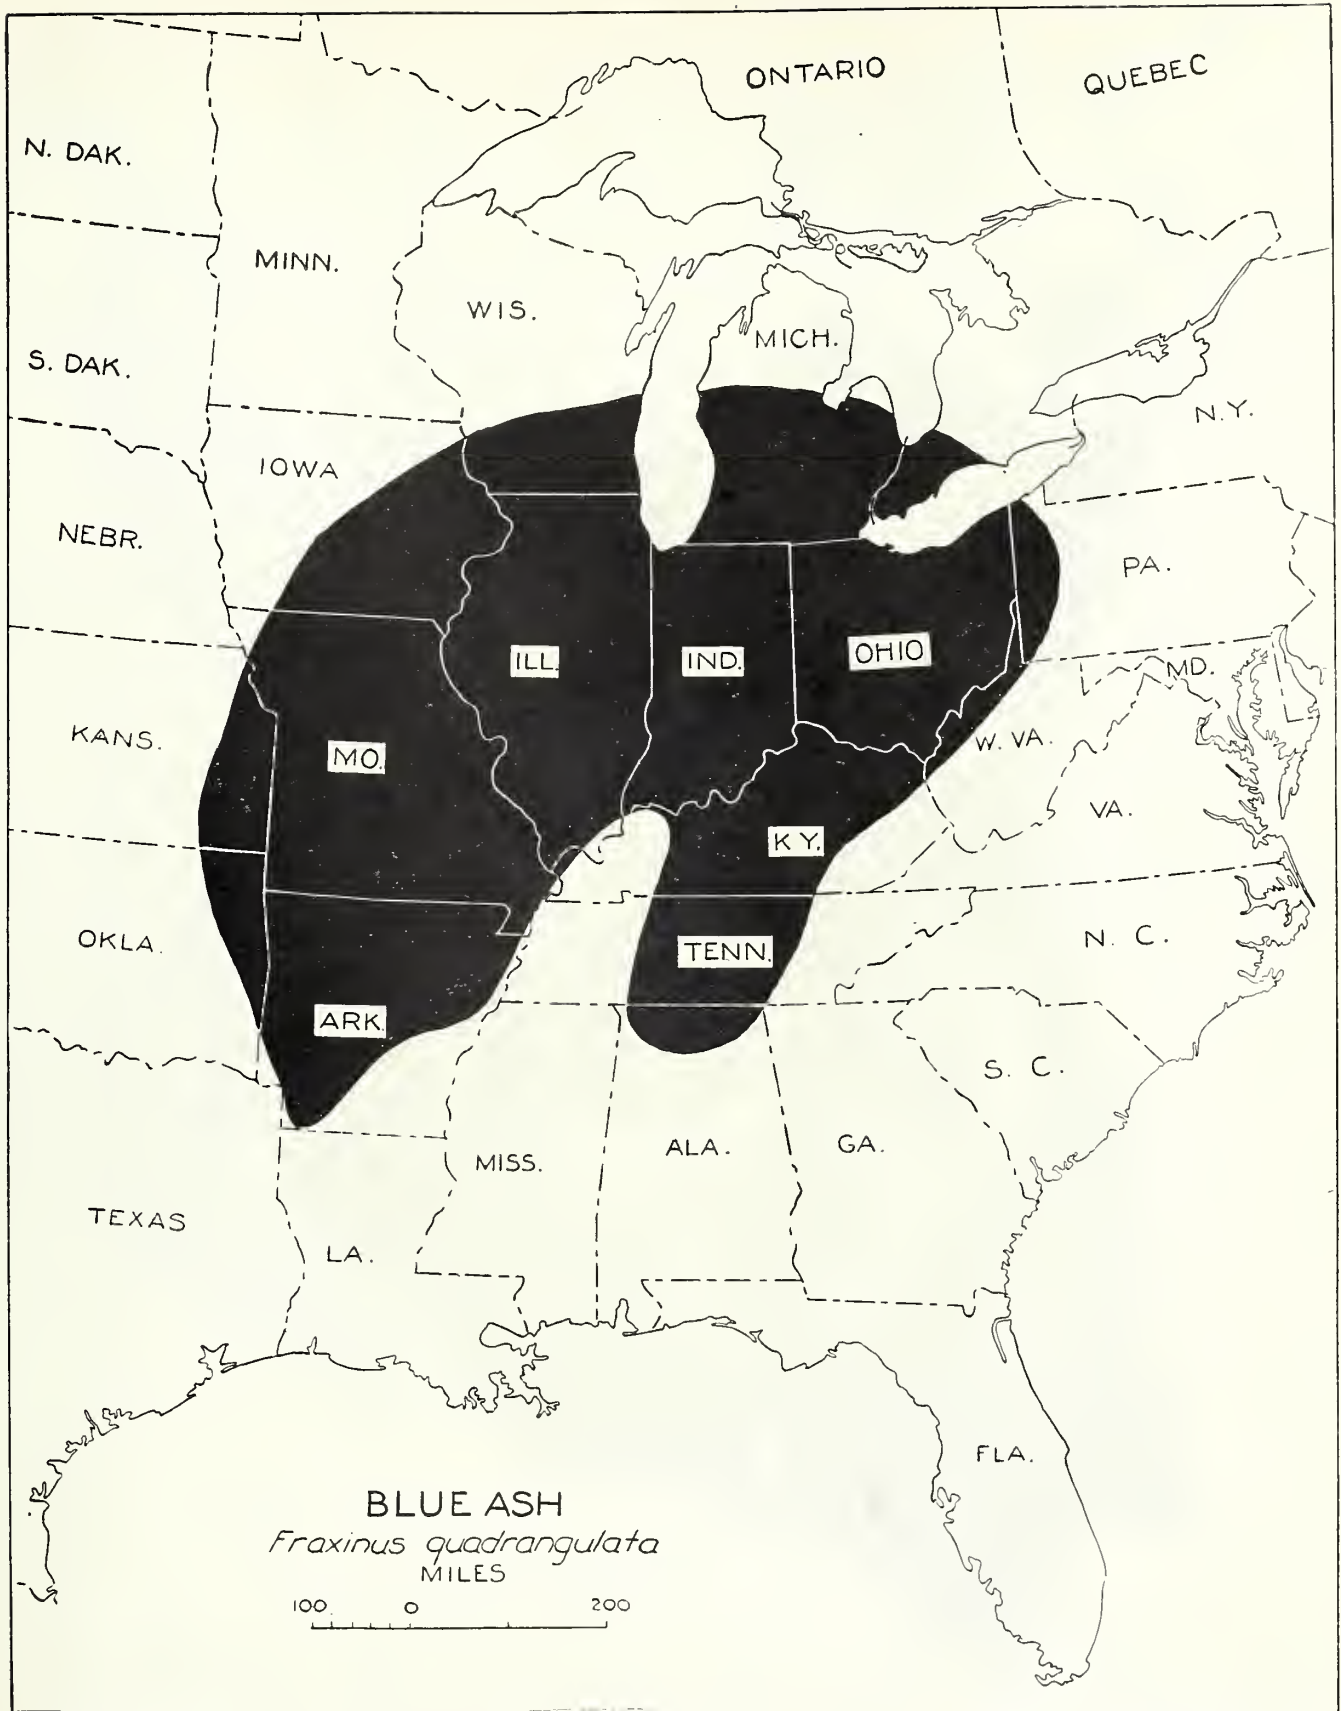 ONTARIO
QUEBEC
N. DAK.
MINN.
WIS.
MICH.
S. DAK.
N.Y.
IOWA
NEBR.
PA.
ILL.
IND.
OHIO
MD.
KANS.
MO.
W. VA.
VA.
KY.
OKLA.
TENN.
N. C.
ARK.
S. C.
MISS.
ALA.
GA.
TEXAS
LA.
FLA.
BLUE ASH
Fraxinus quadrangulata
MILES
100 0 200